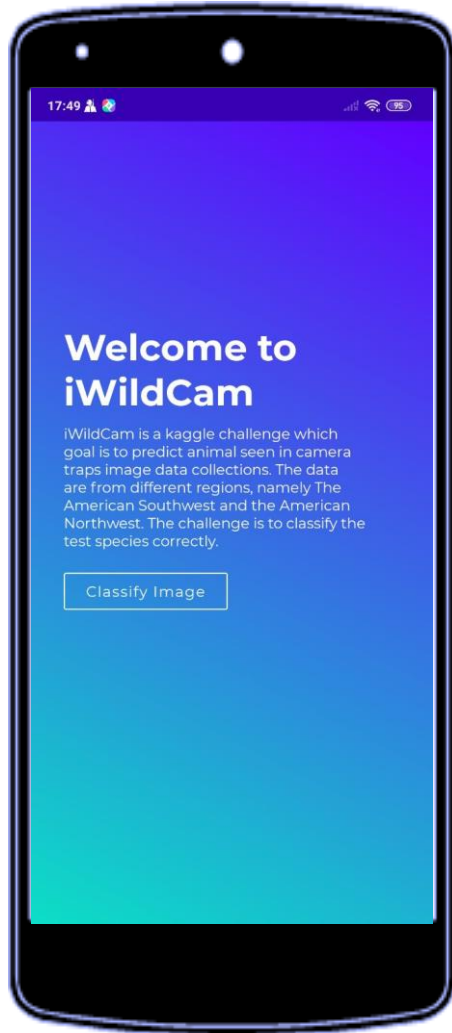 17:49
95
Welcome to
iWildCam
iWildCam is a kaggle challenge which
goal is to predict animal seen in camera
traps image data collections. The data
are from different regions, namely The
American Southwest and the American
Northwest. The challenge is to classify the
test species correctly.
Classify Image